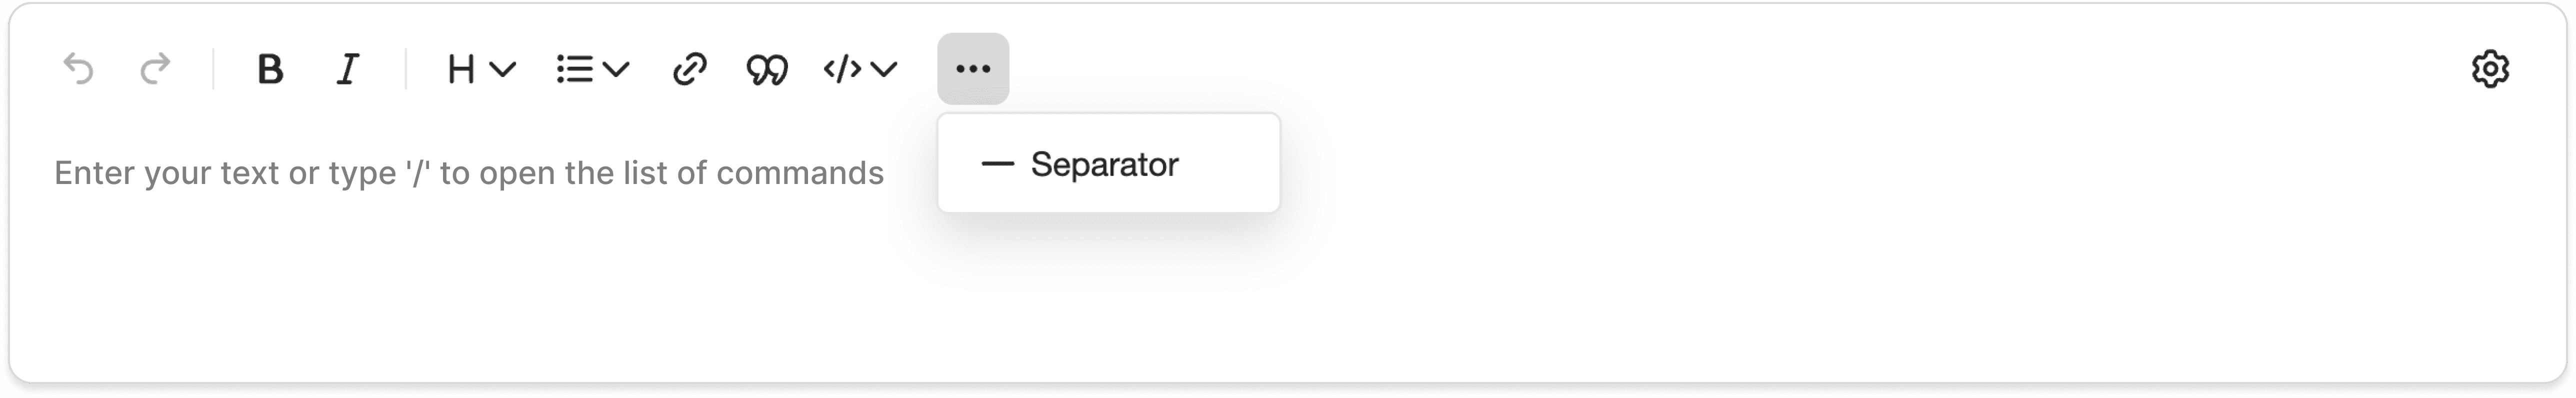 B I H </>
Enter your text or type '/' to open the list of commands
Separator